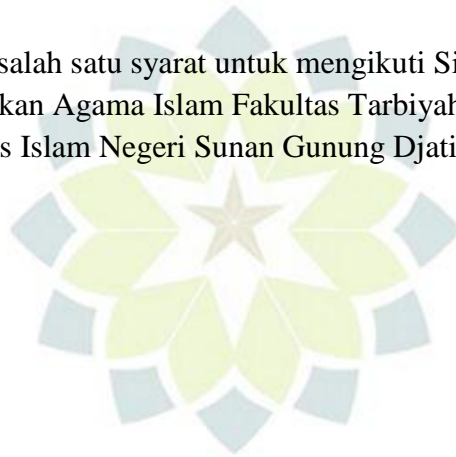 salah satu syarat untuk mengikuti Si
kan Agama Islam Fakultas Tarbiyah
s Islam Negeri Sunan Gunung Djati